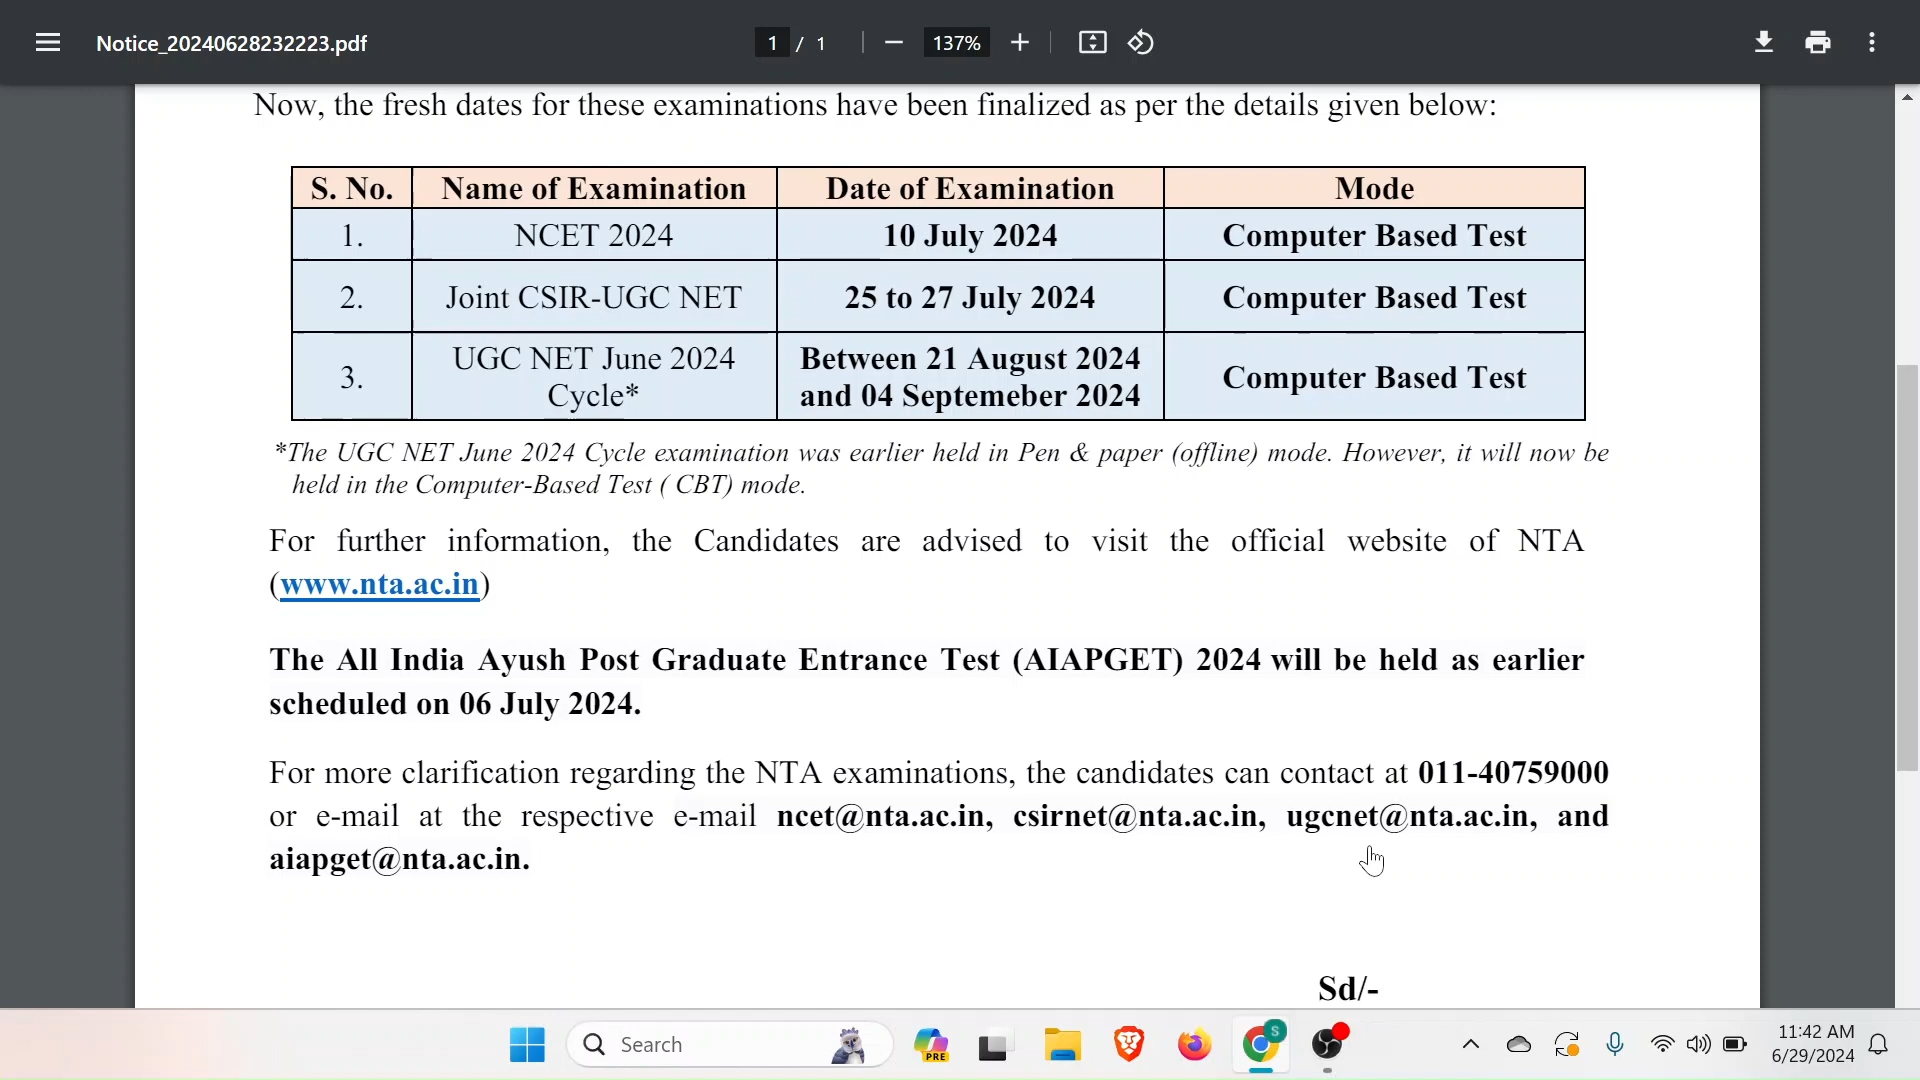 Notice_20240628232223.pdf
1 / 1
137%
Now, the fresh dates for these examinations have been finalized as per the details given below:
S. No. Name of Examination Date of Examination Mode
1. NCET 2024 10 July 2024 Computer Based Test
2. Joint CSIR-UGC NET 25 to 27 July 2024 Computer Based Test
3. UGC NET June 2024 Cycle* Between 21 August 2024 and 04 Septemeber 2024 Computer Based Test
*The UGC NET June 2024 Cycle examination was earlier held in Pen & paper (offline) mode. However, it will now be
held in the Computer-Based Test ( CBT) mode.
For further information, the Candidates are advised to visit the official website of NTA
(www.nta.ac.in)
The All India Ayush Post Graduate Entrance Test (AIAPGET) 2024 will be held as earlier
scheduled on 06 July 2024.
For more clarification regarding the NTA examinations, the candidates can contact at 011-40759000
or e-mail at the respective e-mail ncet@nta.ac.in, csirnet@nta.ac.in, ugcnet@nta.ac.in, and
aiapget@nta.ac.in.
Sd/-
Search
PRE
S
11:42 AM
6/29/2024